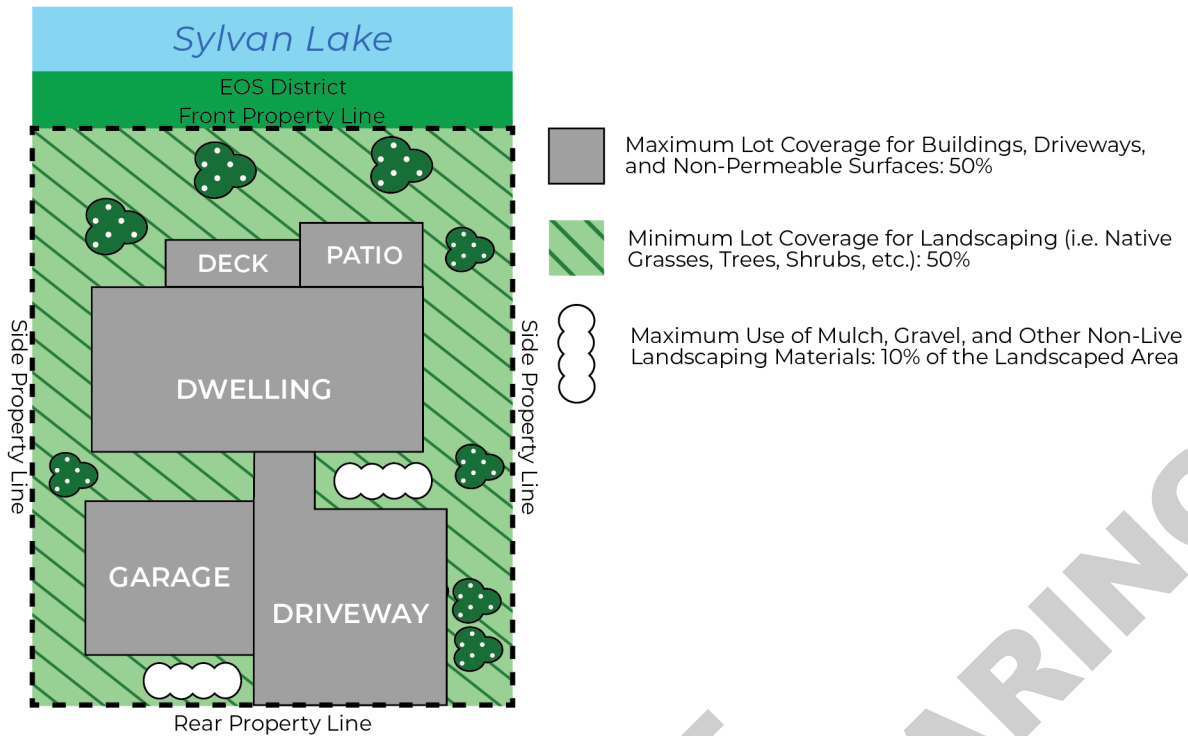 Sylvan Lake
EOS District
Front Property Line
DECK
PATIO
DWELLING
GARAGE
DRIVEWAY
Side Property Line
Side Property Line
Rear Property Line
Maximum Lot Coverage for Buildings, Driveways,
and Non-Permeable Surfaces: 50%
Minimum Lot Coverage for Landscaping (i.e. Native
Grasses, Trees, Shrubs, etc.): 50%
Maximum Use of Mulch, Gravel, and Other Non-Live
Landscaping Materials: 10% of the Landscaped Area